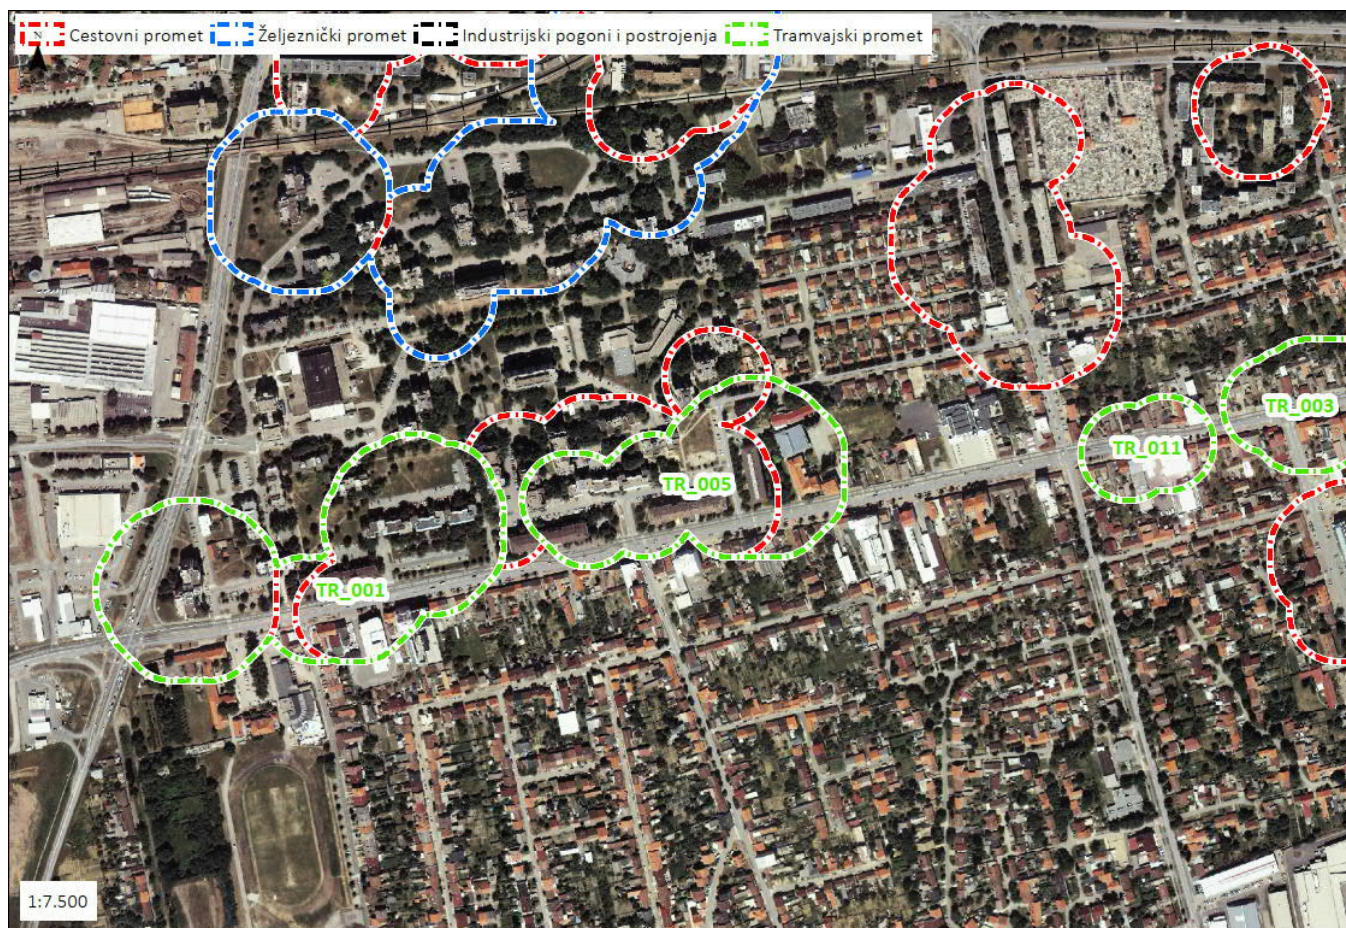 N
Cestovni promet Željeznički promet Industrijski pogoni i postrojenja Tramvajski promet
TR_003
TR_011
TR_005
TR_001
1:7.500